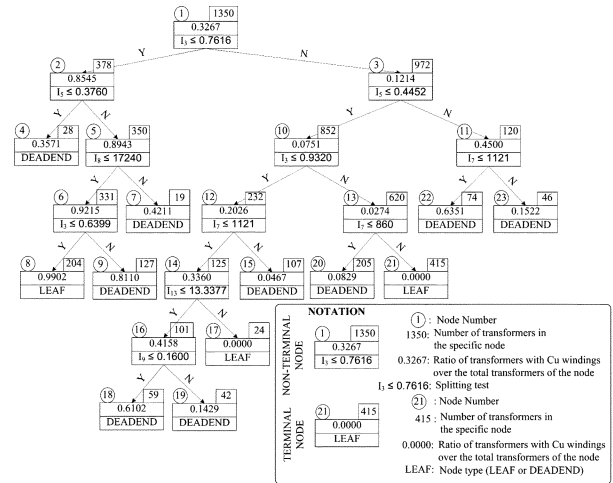 1 1350
0.3267
I3 ≤ 0.7616
Y N
2 378
0.8545
I5 ≤ 0.3760
3 972
0.1214
I5 ≤ 0.4452
Y N Y N
4 28
0.3571
DEADEND
5 350
0.8943
I8 ≤ 17240
10 852
0.0751
I3 ≤ 0.9320
11 120
0.4500
I7 ≤ 1121
Y N Y N Y N
6 331
0.9215
I3 ≤ 0.6399
7 19
0.4211
DEADEND
12 232
0.2026
I7 ≤ 1121
13 620
0.0274
I7 ≤ 860
22 74
0.6351
DEADEND
23 46
0.1522
DEADEND
Y N Y N Y N
8 204
0.9902
LEAF
9 127
0.8110
DEADEND
14 125
0.3360
I13 ≤ 13.3377
15 107
0.0467
DEADEND
20 205
0.0829
DEADEND
21 415
0.0000
LEAF
Y N
16 101
0.4158
I9 ≤ 0.1600
17 24
0.0000
LEAF
Y N
18 59
0.6102
DEADEND
19 42
0.1429
DEADEND
NOTATION
NON-TERMINAL
NODE
1 1350
0.3267
I3 ≤ 0.7616
1 : Node Number
1350: Number of transformers in
the specific node
0.3267: Ratio of transformers with Cu windings
over the total transformers of the node
I3 ≤ 0.7616: Splitting test
TERMINAL
NODE
21 415
0.0000
LEAF
21 : Node Number
415 : Number of transformers in
the specific node
0.0000: Ratio of transformers with Cu windings
over the total transformers of the node
LEAF: Node type (LEAF or DEADEND)